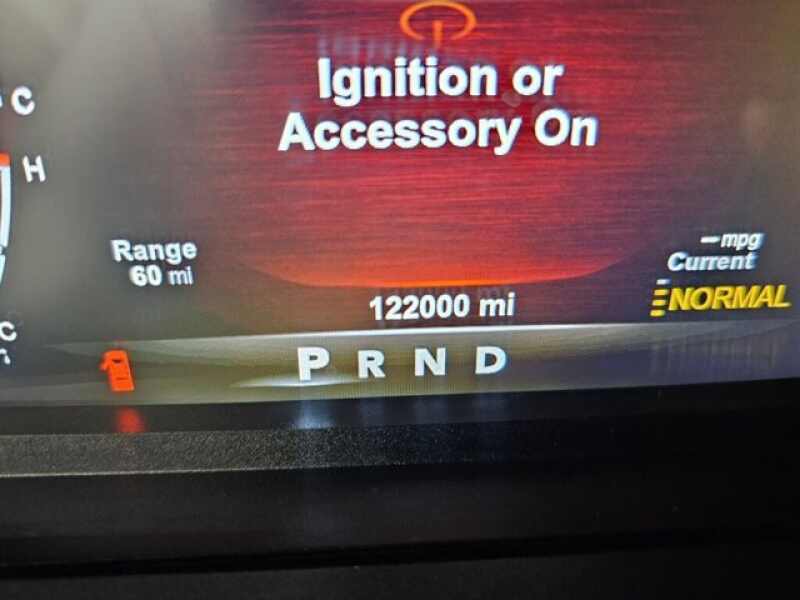 Ignition or
Accessory On
C
H
Range
60 mi
mpg
Current
122000 mi
NORMAL
C
P R N D